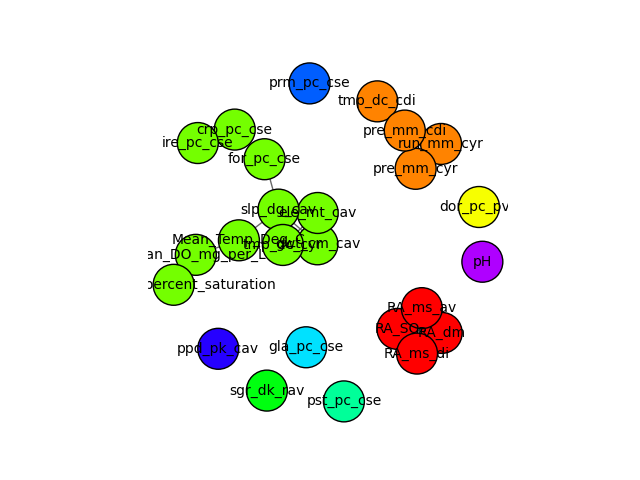 prm_pc_cse
tmp_dc_cdi
crp_pc_cse
pre_mm_cdi
ire_pc_cse
run_mm_cyr
for_pc_cse
pre_mm_cyr
slp_dg_cav
ele_mt_cav
dor_pc_pv
Mean_Temp_Deg_C
tmp_dc_cyr
cm_cav
an_DO_mg_per_L
pH
percent_saturation
RA_ms_av
RA_SO
RA_dm
RA_ms_di
ppd_pk_cav
gla_pc_cse
sgr_dk_rav
pst_pc_cse